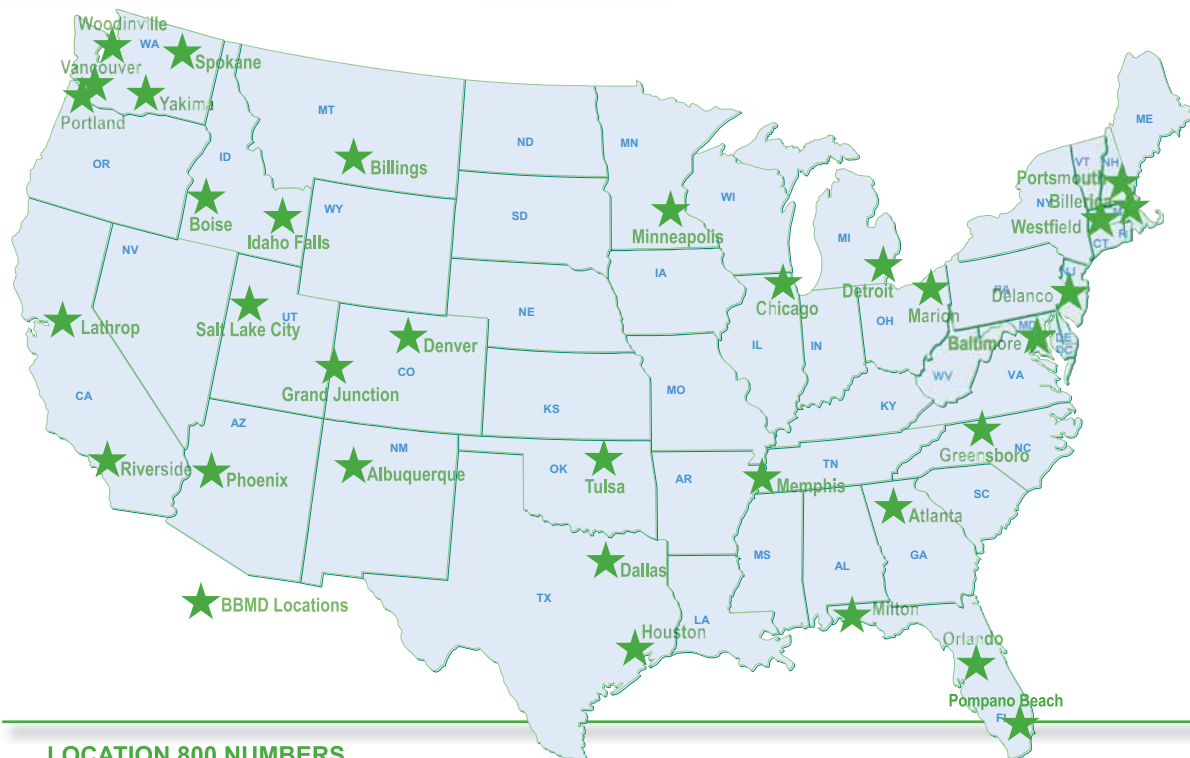 Woodinville
WA
Spokane
Vancouver
Yakima
Portland
MT
ND
MN
ME
OR
ID
Billings
VT NH
Portsmouth
WI
Billerica
NY
Boise
WY
SD
Minneapolis
Westfield
RI
CT
Idaho Falls
MI
NV
IA
NJ
Detroit
PA
Delanco
Chicago
Marion
UT
Salt Lake City
Lathrop
NE
OH
MD
Baltimore
DE
DC
Denver
IL
IN
CO
WV
VA
Grand Junction
CA
MO
KS
KY
AZ
NM
NC
Greensboro
Riverside
Phoenix
Albuquerque
OK
Tulsa
AR
TN
Memphis
SC
Atlanta
MS
AL
GA
Dallas
TX
BBMD Locations
Milton
LA
Houston
Orlando
Pompano Beach
FL
LOCATION 800 NUMBERS